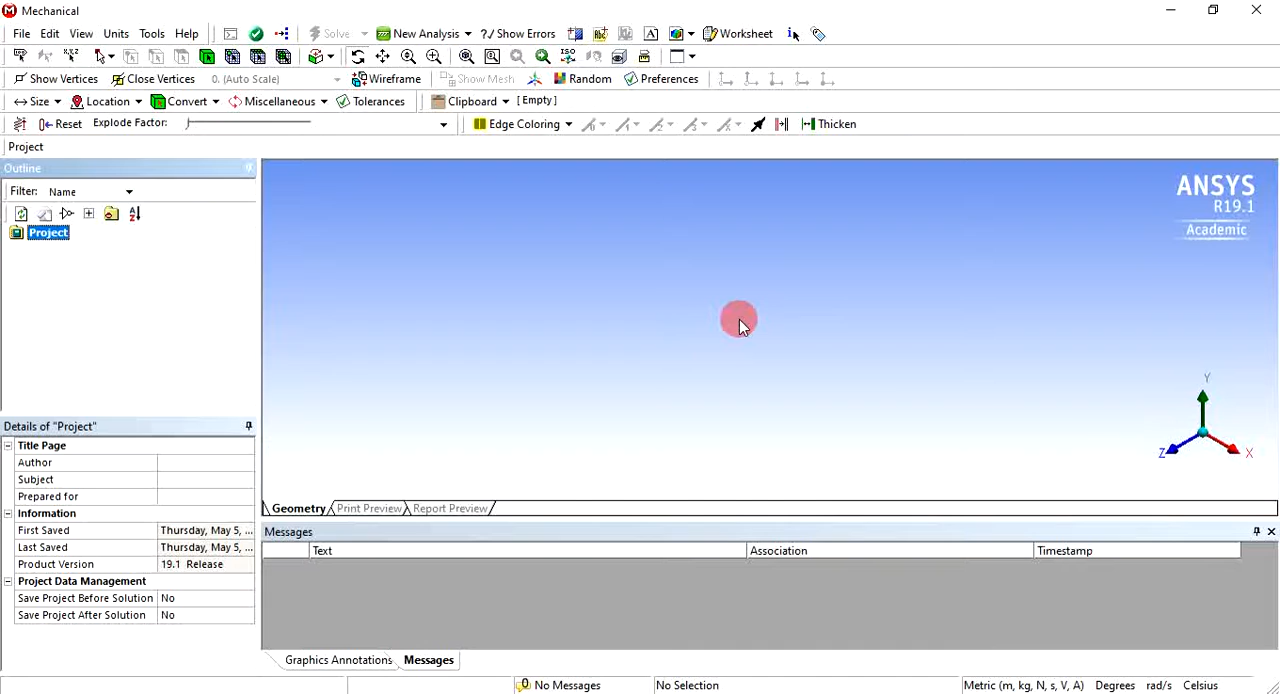 Mechanical
File Edit View Units Tools Help Solve New Analysis ?/ Show Errors A Worksheet
Show Vertices Close Vertices 0. (Auto Scale) Wireframe Show Mesh Random Preferences
Size Location Convert Miscellaneous Tolerances Clipboard [ Empty ]
Reset Explode Factor: Edge Coloring Thicken
Project
Outline
Filter: Name
Project
ANSYS
R19.1
Academic
Y
Z X
Details of "Project"
Title Page
Author
Subject
Prepared for
Information
First Saved Thursday, May 5, ...
Last Saved Thursday, May 5, ...
Product Version 19.1 Release
Project Data Management
Save Project Before Solution No
Save Project After Solution No
Geometry Print Preview Report Preview
Messages
Text Association Timestamp
Graphics Annotations Messages
0 No Messages No Selection Metric (m, kg, N, s, V, A) Degrees rad/s Celsius